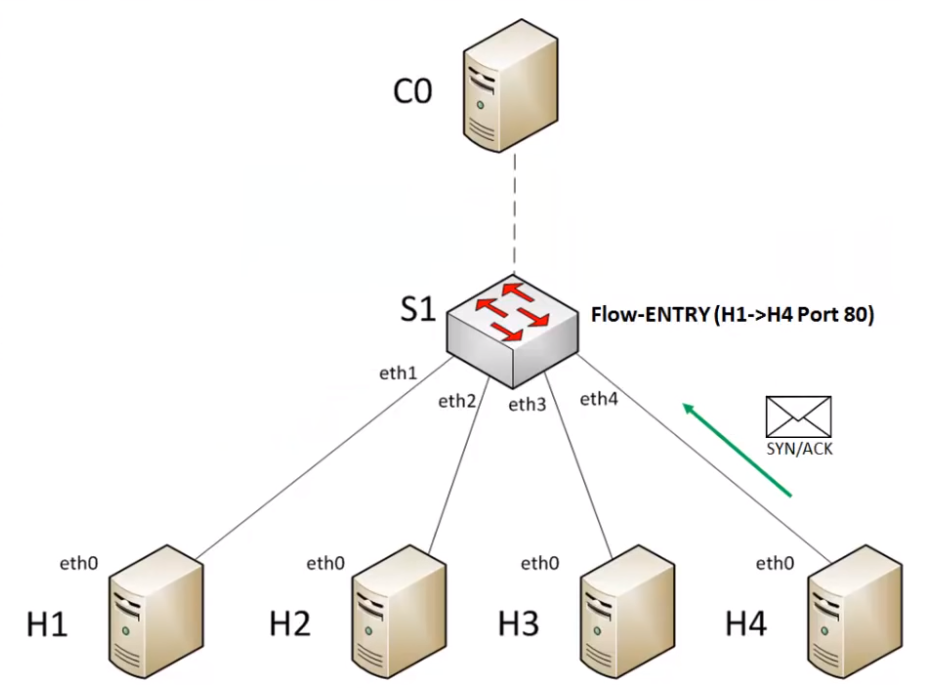 C0
S1
Flow-ENTRY (H1->H4 Port 80)
eth1
eth2
eth3
eth4
SYN/ACK
eth0
eth0
eth0
eth0
H1
H2
H3
H4